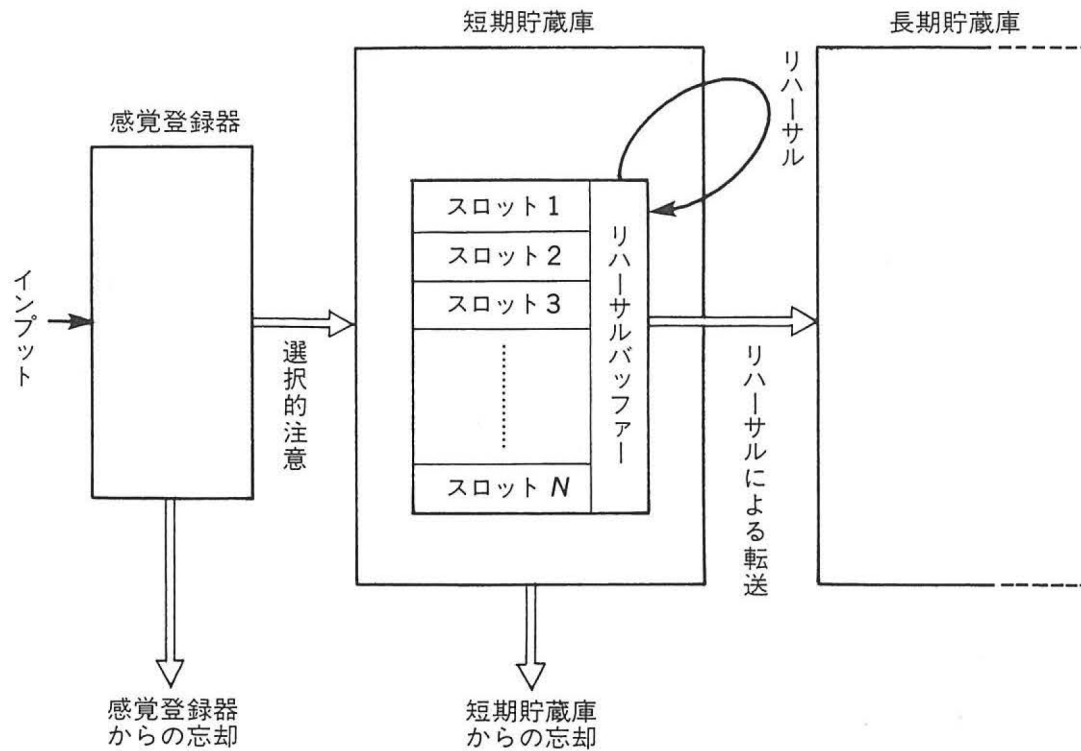 短期貯蔵庫
長期貯蔵庫
感覚登録器
リハーサル
スロット 1
スロット 2
スロット 3
スロット N
リハーサルバッファー
インプット
選択的注意
リハーサルによる転送
感覚登録器
からの忘却
短期貯蔵庫
からの忘却